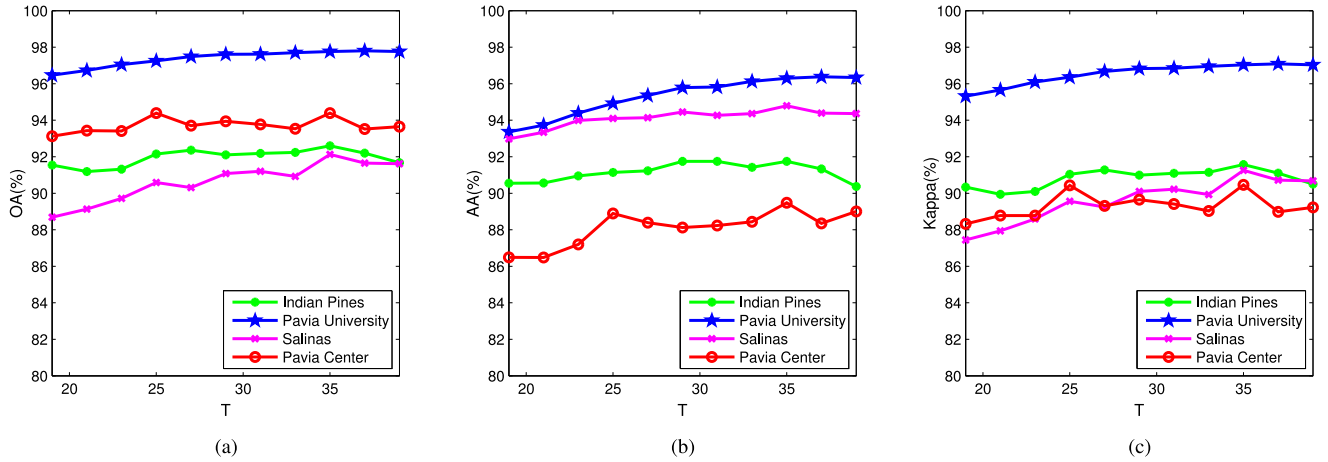 100
98
96
94
92
90
88
86
84
82
80
OA(%)
20 25 30 35
T
Indian Pines
Pavia University
Salinas
Pavia Center
(a)
100
98
96
94
92
90
88
86
84
82
80
AA(%)
20 25 30 35
T
Indian Pines
Pavia University
Salinas
Pavia Center
(b)
100
98
96
94
92
90
88
86
84
82
80
Kappa(%)
20 25 30 35
T
Indian Pines
Pavia University
Salinas
Pavia Center
(c)